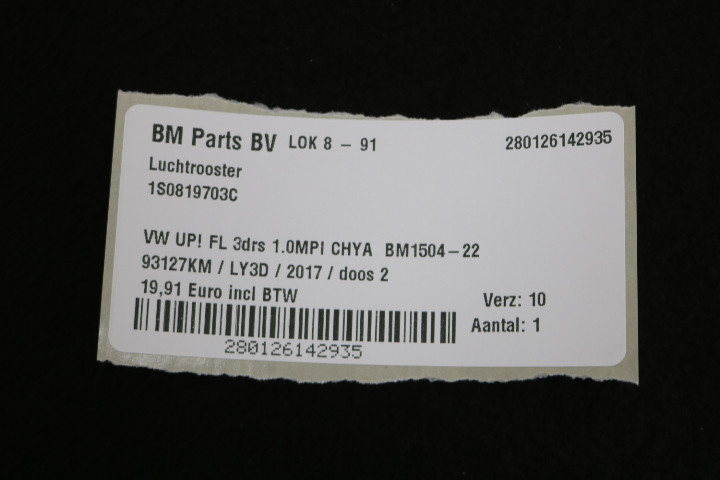 BM Parts BV LOK 8 - 91 280126142935
Luchtrooster
1S0819703C
VW UP! FL 3drs 1.0MPI CHYA BM1504-22
93127KM / LY3D / 2017 / doos 2
19,91 Euro incl BTW Verz: 10
Aantal: 1
280126142935